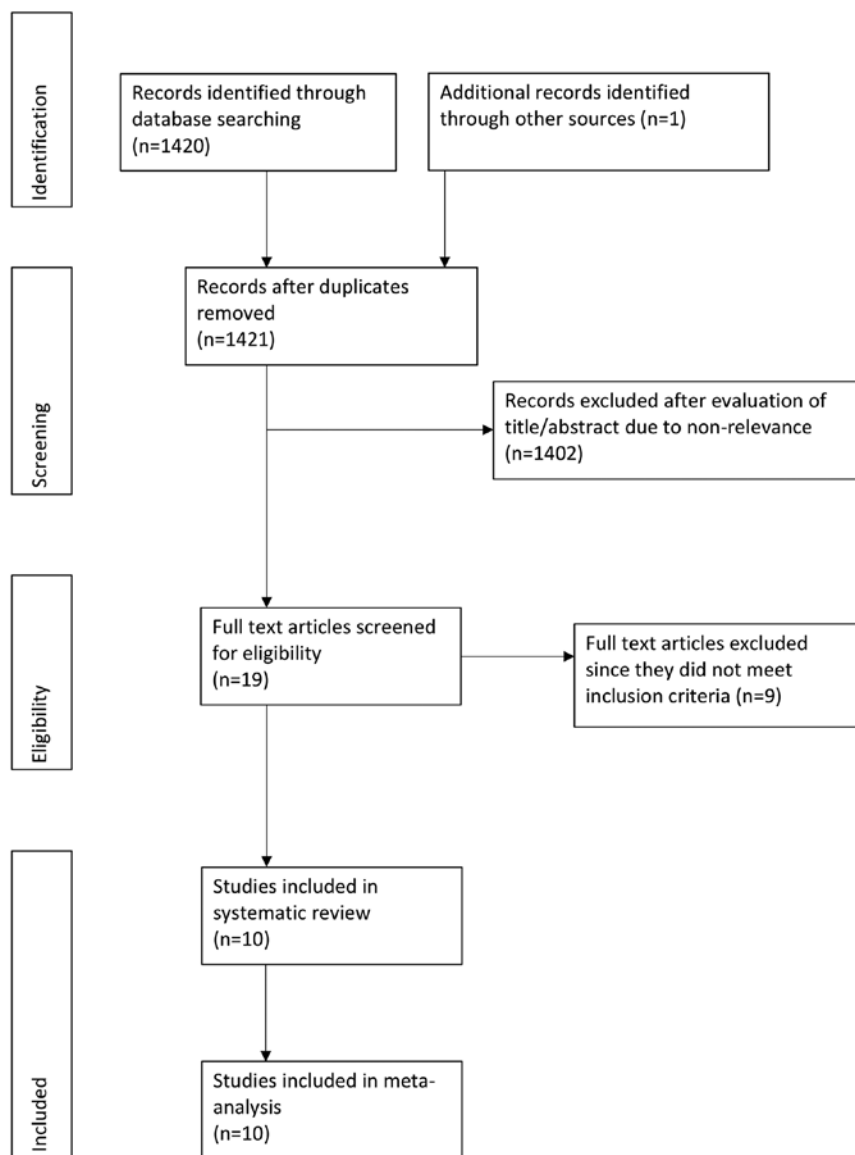 Identification
Records identified through
database searching
(n=1420)
Additional records identified
through other sources (n=1)
Screening
Records after duplicates
removed
(n=1421)
Records excluded after evaluation of
title/abstract due to non-relevance
(n=1402)
Eligibility
Full text articles screened
for eligibility
(n=19)
Full text articles excluded
since they did not meet
inclusion criteria (n=9)
Included
Studies included in
systematic review
(n=10)
Studies included in meta-
analysis
(n=10)